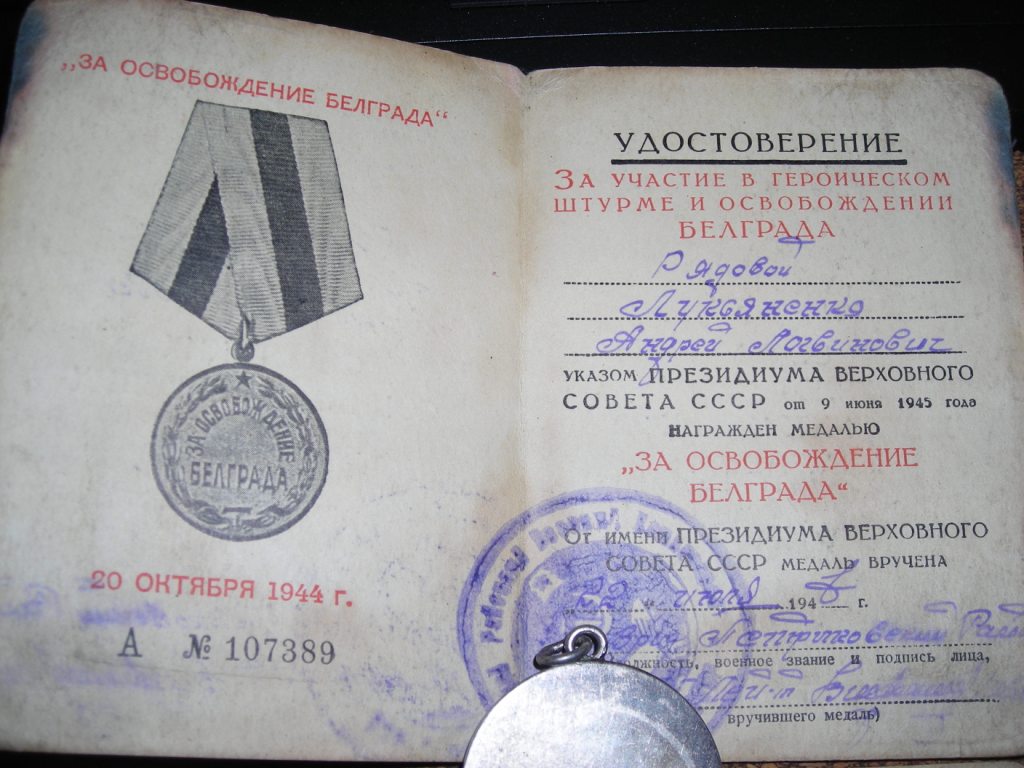 „ЗА ОСВОБОЖДЕНИЕ БЕЛГРАДА“
ЗА ОСВОБОЖДЕНИЕ
БЕЛГРАДА
20 ОКТЯБРЯ 1944 г.
А № 107389
УДОСТОВЕРЕНИЕ
ЗА УЧАСТИЕ В ГЕРОИЧЕСКОМ
ШТУРМЕ И ОСВОБОЖДЕНИИ
БЕЛГРАДА
Рядовой
Лукьяненко
Андрей Логвинович
УКАЗОМ ПРЕЗИДИУМА ВЕРХОВНОГО
СОВЕТА СССР от 9 июня 1945 года
НАГРАЖДЕН МЕДАЛЬЮ
„ЗА ОСВОБОЖДЕНИЕ
БЕЛГРАДА“
От имени ПРЕЗИДИУМА ВЕРХОВНОГО
СОВЕТА СССР МЕДАЛЬ ВРУЧЕНА
„22“ июля 194 г.
должность, военное звание и подпись лица,
вручившего медаль)